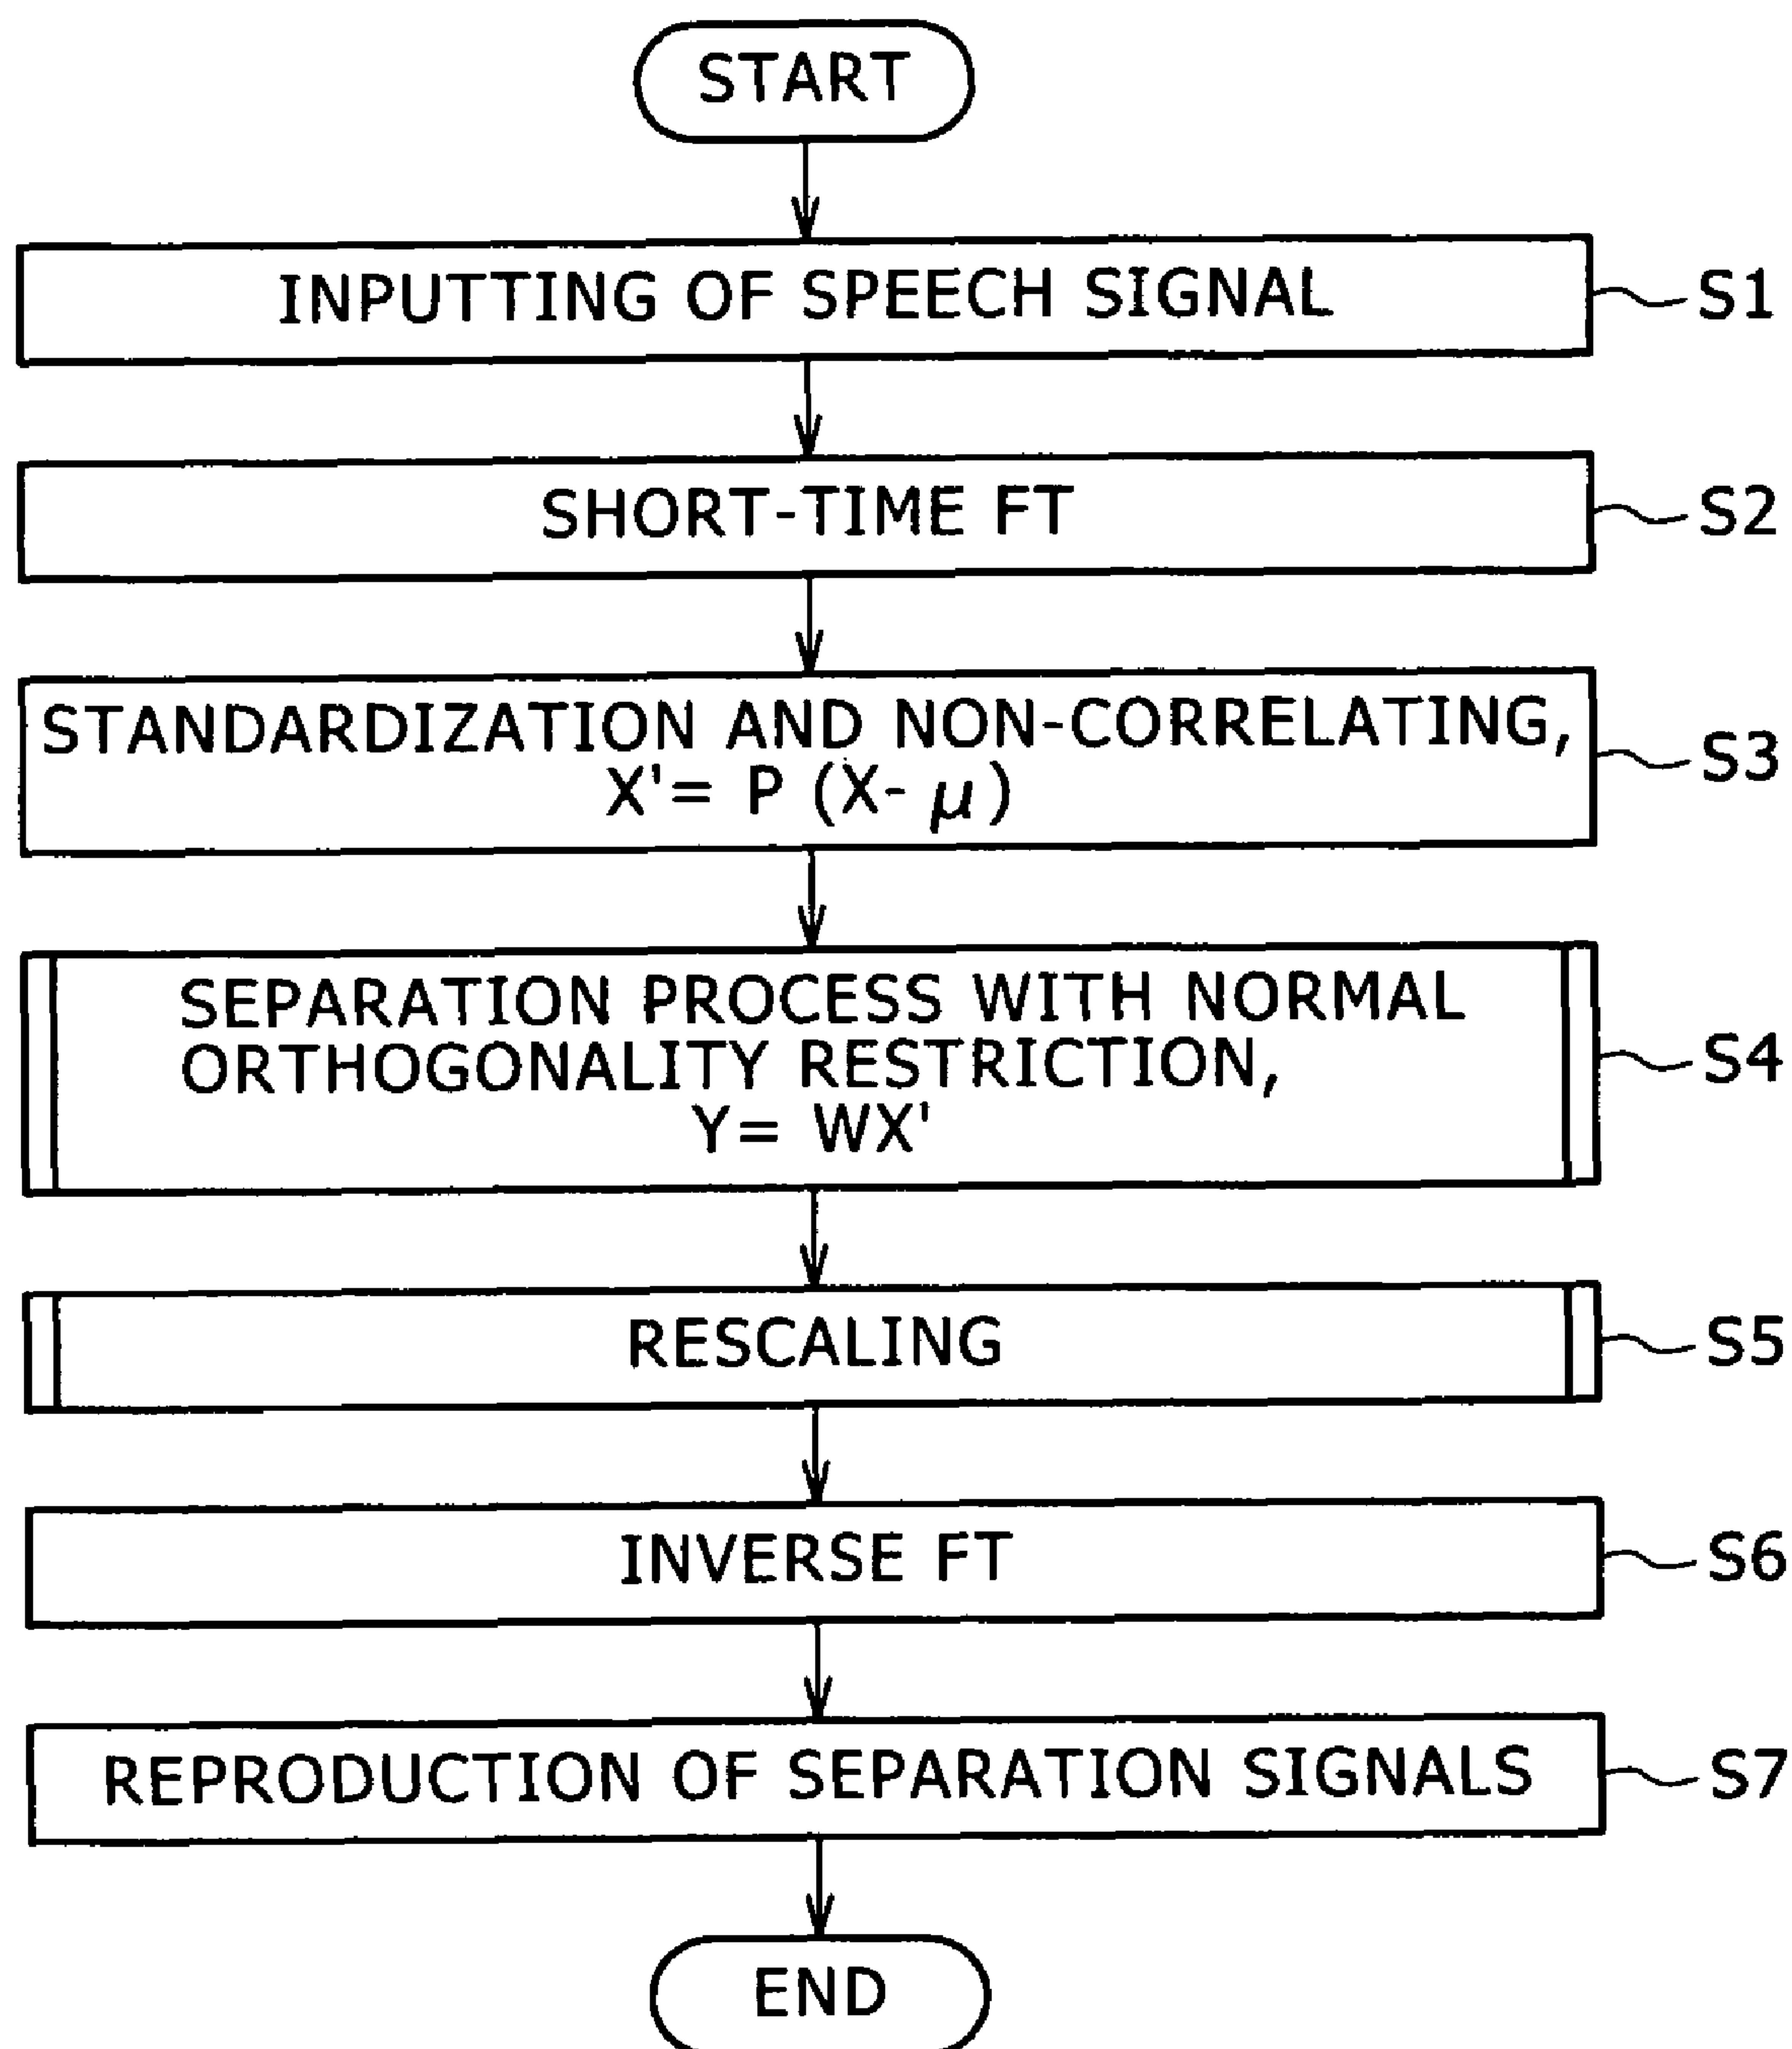 START
INPUTTING OF SPEECH SIGNAL
S1
SHORT-TIME FT
S2
STANDARDIZATION AND NON-CORRELATING,
X'= P (X- μ)
S3
SEPARATION PROCESS WITH NORMAL
ORTHOGONALITY RESTRICTION,
Y= WX'
S4
RESCALING
S5
INVERSE FT
S6
REPRODUCTION OF SEPARATION SIGNALS
S7
END